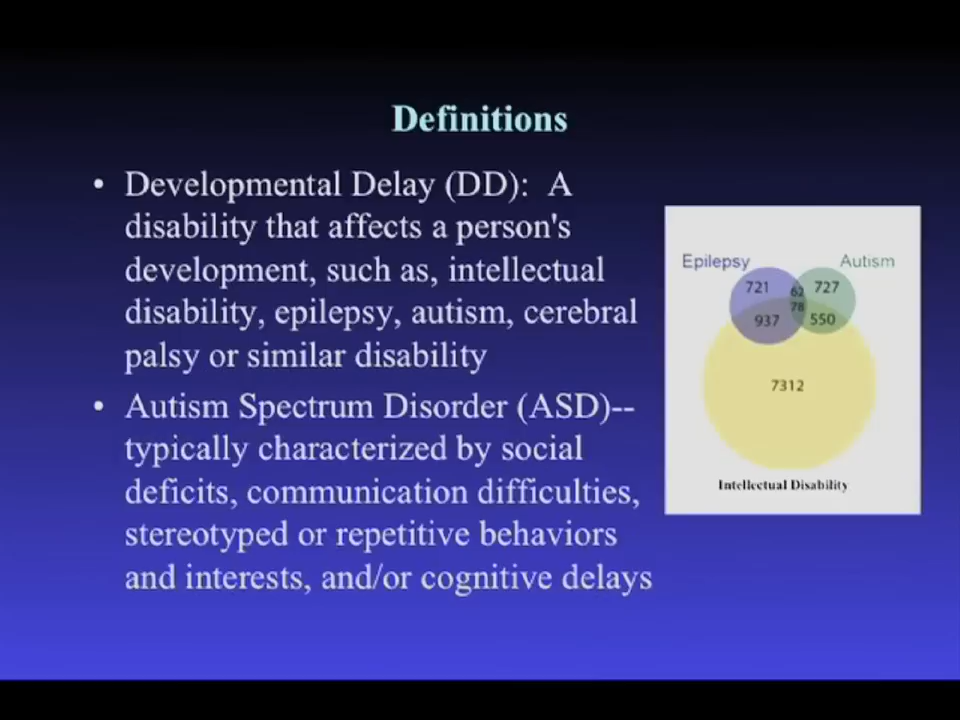 Definitions
• Developmental Delay (DD): A
disability that affects a person's
development, such as, intellectual
disability, epilepsy, autism, cerebral
palsy or similar disability
• Autism Spectrum Disorder (ASD)--
typically characterized by social
deficits, communication difficulties,
stereotyped or repetitive behaviors
and interests, and/or cognitive delays
Epilepsy Autism
721 62 727
78
937 550
7312
Intellectual Disability